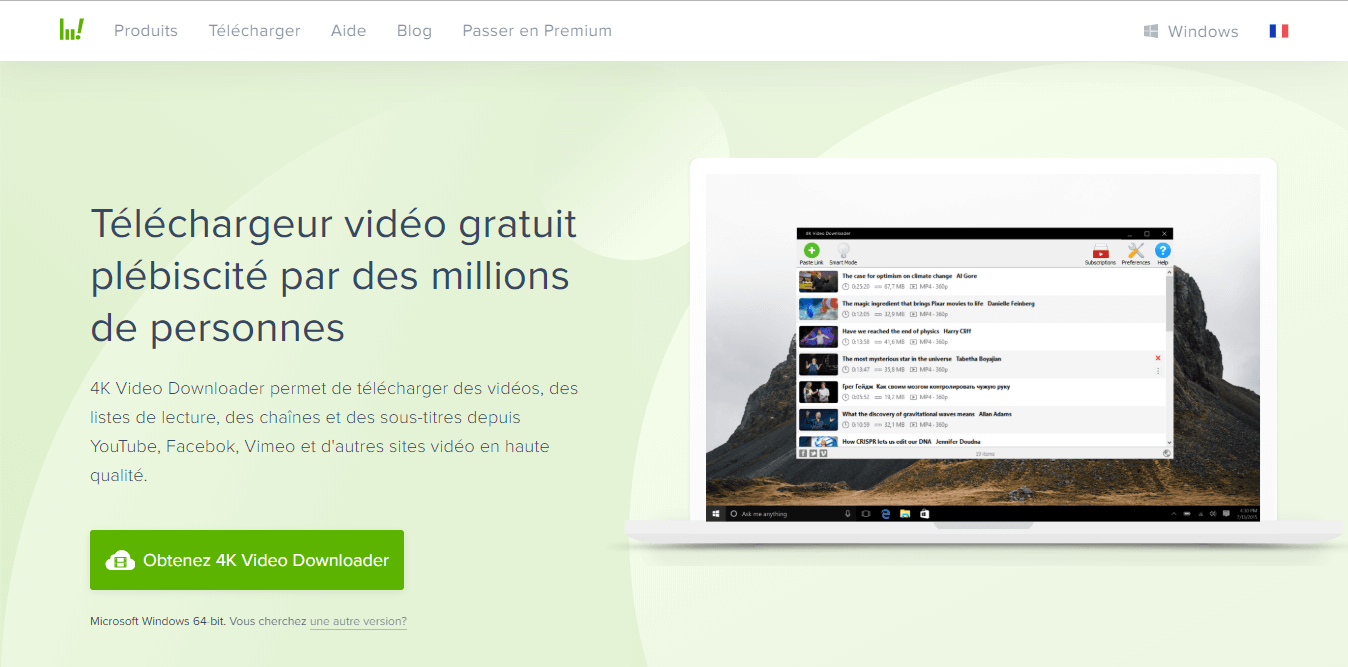 Produits Télécharger Aide Blog Passer en Premium Windows
Téléchargeur vidéo gratuit
plébiscité par des millions
de personnes
4K Video Downloader permet de télécharger des vidéos, des
listes de lecture, des chaînes et des sous-titres depuis
YouTube, Facebok, Vimeo et d'autres sites vidéo en haute
qualité.
Obtenez 4K Video Downloader
Microsoft Windows 64-bit. Vous cherchez une autre version?
4K Video Downloader
Paste Link Smart Mode Subscriptions Preferences Help
The case for optimism on climate change Al Gore
0:25:20 87,7 MB MP4 - 360p
The magic ingredient that brings Pixar movies to life Danielle Feinberg
0:12:05 32,9 MB MP4 - 360p
Have we reached the end of physics Harry Cliff
0:13:58 41,6 MB MP4 - 360p
The most mysterious star in the universe Tabetha Boyajian
0:13:47 35,9 MB MP4 - 360p
Грег Гейдж Как своим мозгом контролировать чужую руку
0:05:52 19,2 MB MP4 - 360p
What the discovery of gravitational waves means Allan Adams
0:10:59 32,1 MB MP4 - 360p
How CRISPR lets us edit our DNA Jennifer Doudna
Ask me anything
4:30 PM